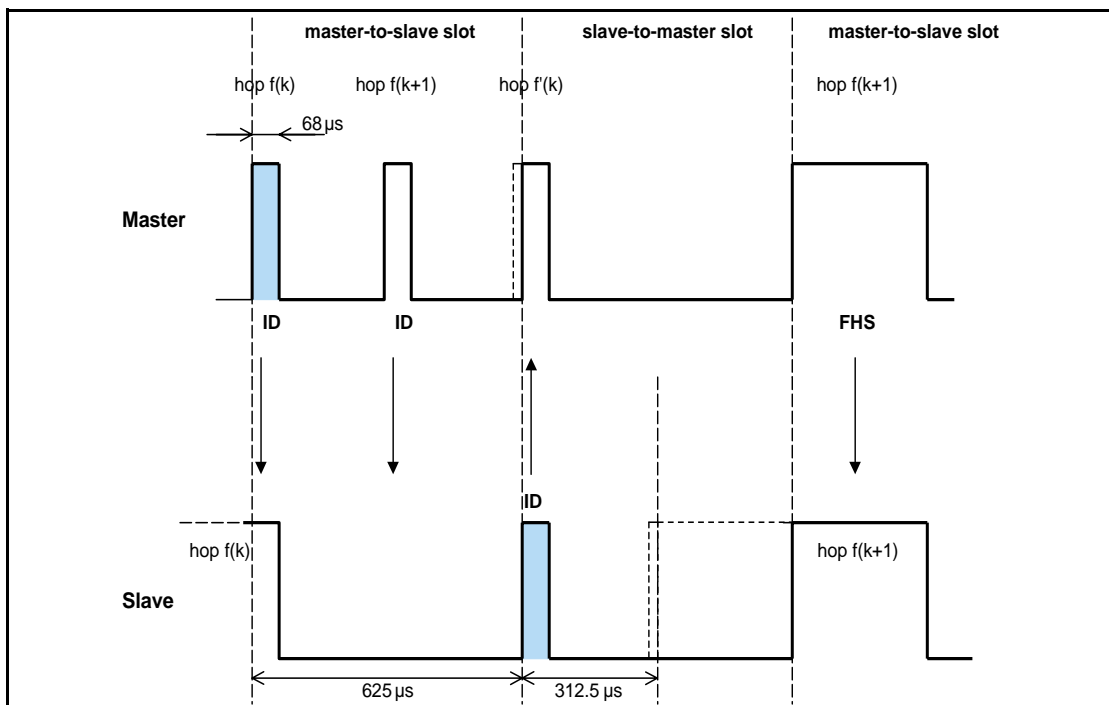 master-to-slave slot
slave-to-master slot
master-to-slave slot
hop f(k)
hop f(k+1)
hop f'(k)
hop f(k+1)
68 µs
Master
ID
ID
FHS
ID
hop f(k)
hop f(k+1)
Slave
625 µs
312.5 µs